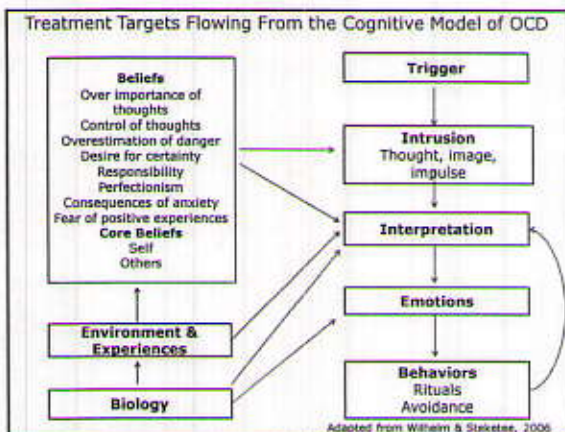 Treatment Targets Flowing From the Cognitive Model of OCD
Beliefs
Over importance of
thoughts
Control of thoughts
Overestimation of danger
Desire for certainty
Responsibility
Perfectionism
Consequences of anxiety
Fear of positive experiences
Core Beliefs
Self
Others
Environment &
Experiences
Biology
Trigger
Intrusion
Thought, image,
impulse
Interpretation
Emotions
Behaviors
Rituals
Avoidance
Adapted from Wilhelm & Steketee, 2006